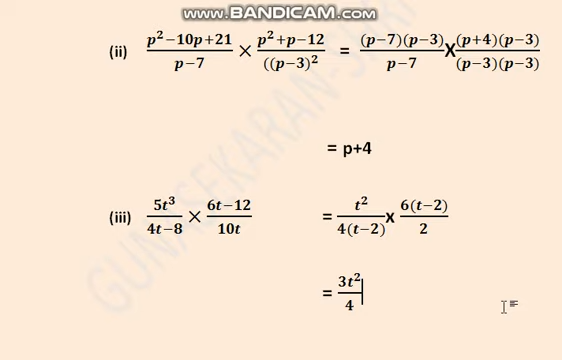 www.BANDICAM.com
(ii) (p²−10p+21)/(p−7) × (p²+p−12)/(((p−3)²) = (p−7)(p−3)/(p−7) X (p+4)(p−3)/(p−3)(p−3)
= p+4
(iii) 5t³/(4t−8) × (6t−12)/10t = t²/4(t−2) x 6(t−2)/2
= 3t²/4
GUNASEKARAN-